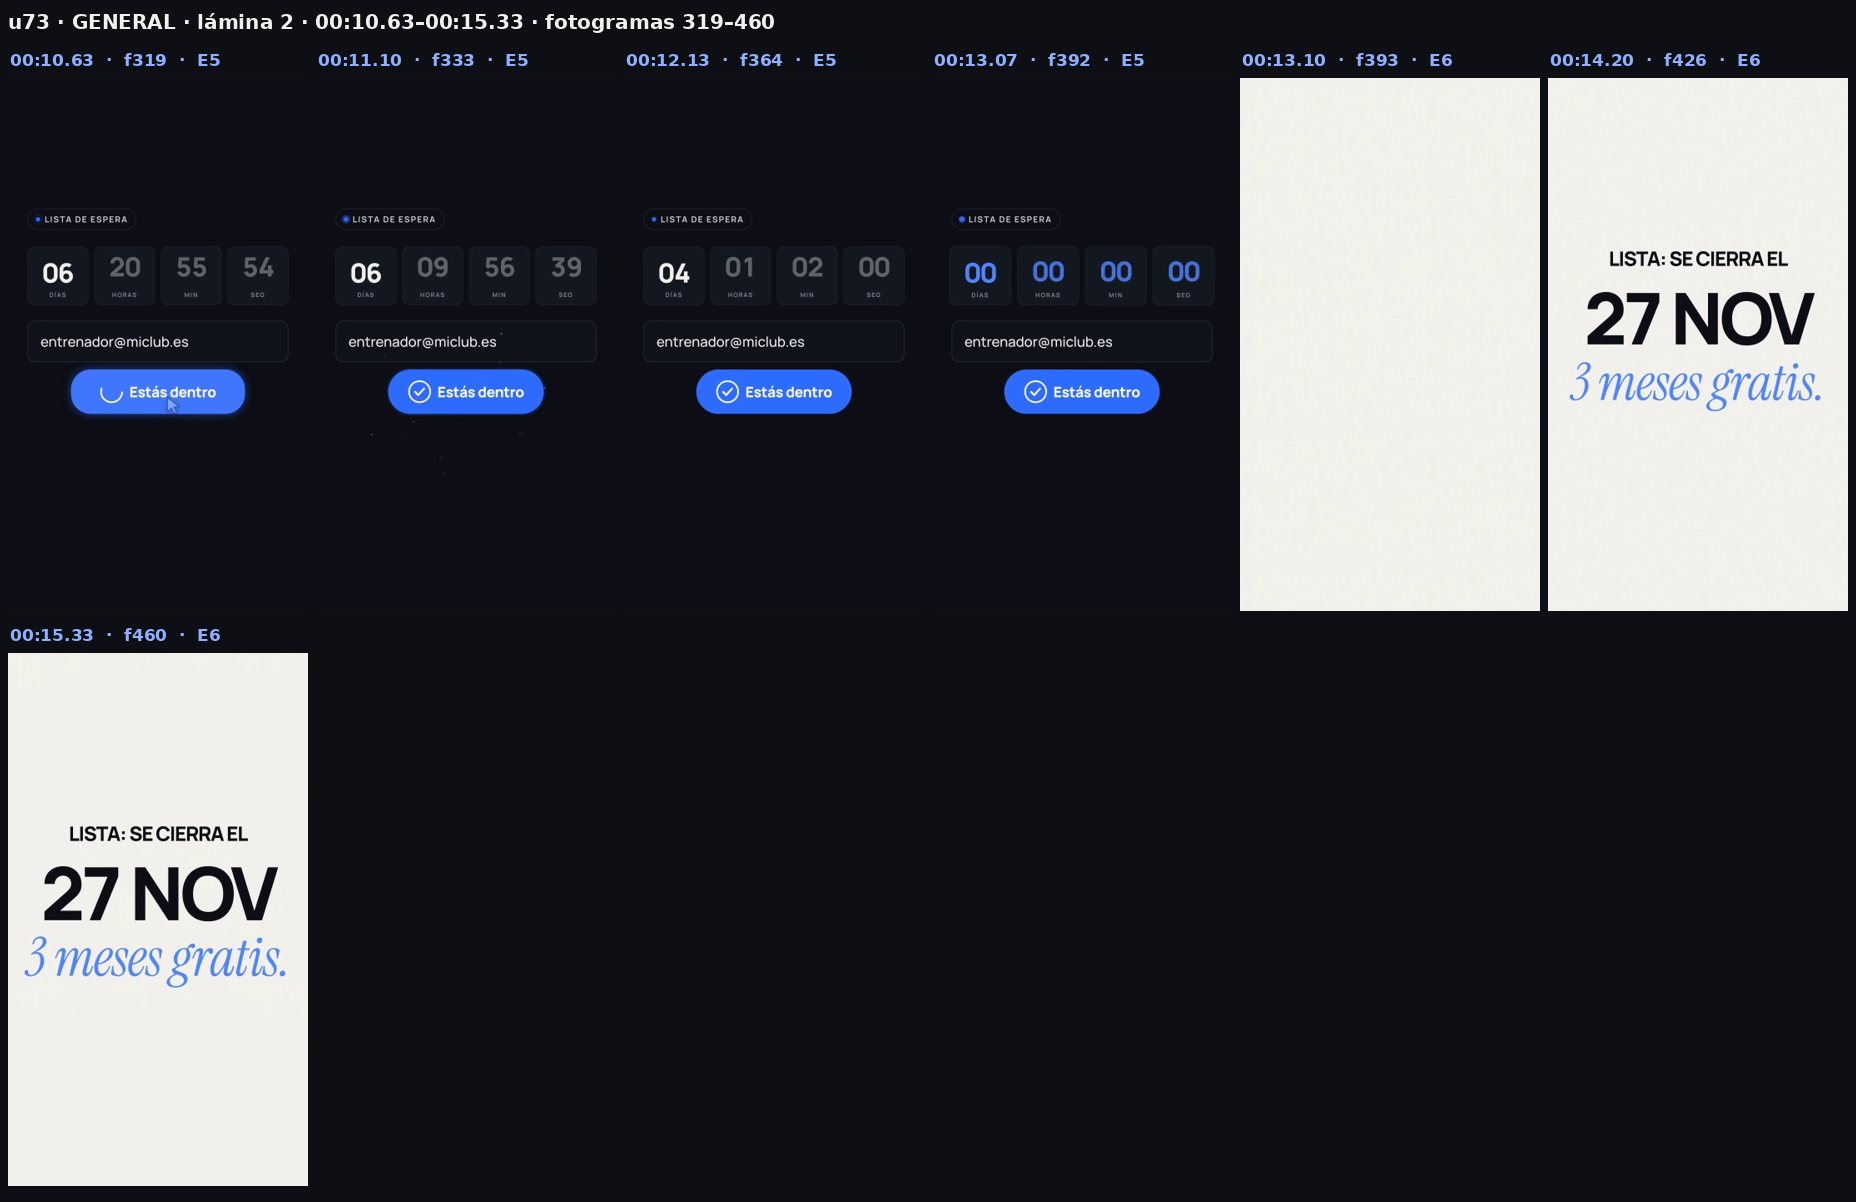 u73 · GENERAL · lámina 2 · 00:10.63–00:15.33 · fotogramas 319–460
00:10.63 · f319 · E5
LISTA DE ESPERA
06 20 55 54
DÍAS HORAS MIN SEG
entrenador@miclub.es
Estás dentro
00:11.10 · f333 · E5
LISTA DE ESPERA
06 09 56 39
DÍAS HORAS MIN SEG
entrenador@miclub.es
Estás dentro
00:12.13 · f364 · E5
LISTA DE ESPERA
04 01 02 00
DÍAS HORAS MIN SEG
entrenador@miclub.es
Estás dentro
00:13.07 · f392 · E5
LISTA DE ESPERA
00 00 00 00
DÍAS HORAS MIN SEG
entrenador@miclub.es
Estás dentro
00:13.10 · f393 · E6
00:14.20 · f426 · E6
LISTA: SE CIERRA EL
27 NOV
3 meses gratis.
00:15.33 · f460 · E6
LISTA: SE CIERRA EL
27 NOV
3 meses gratis.